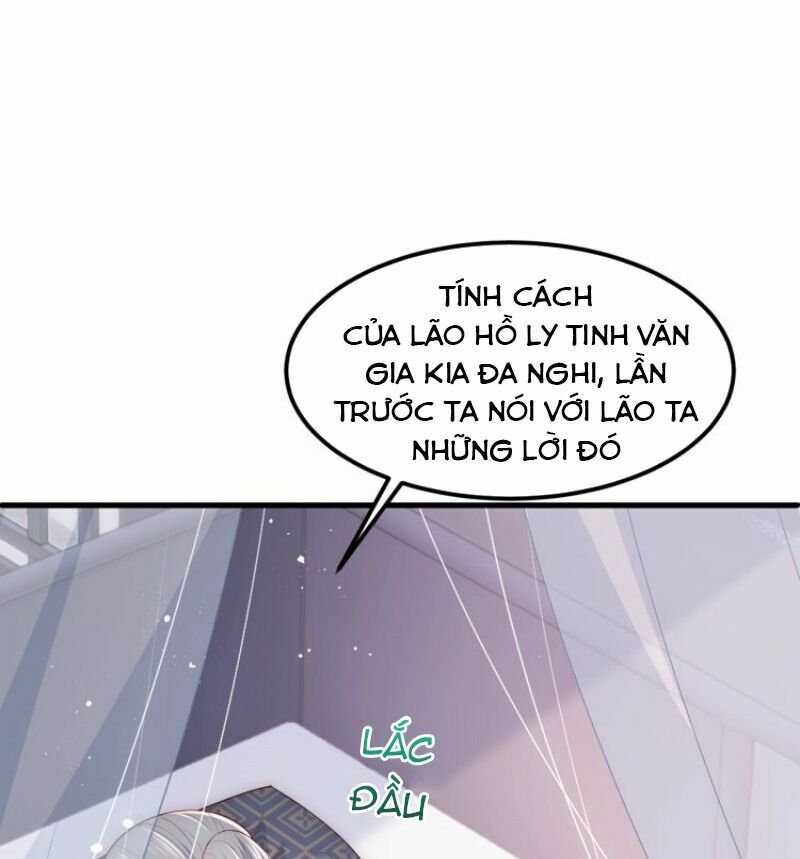 TÍNH CÁCH
CỦA LÃO HỒ LY TINH VĂN
GIA KIA ĐA NGHI, LẦN
TRƯỚC TA NÓI VỚI LÃO TA
NHỮNG LỜI ĐÓ
LẮC
ĐẦU